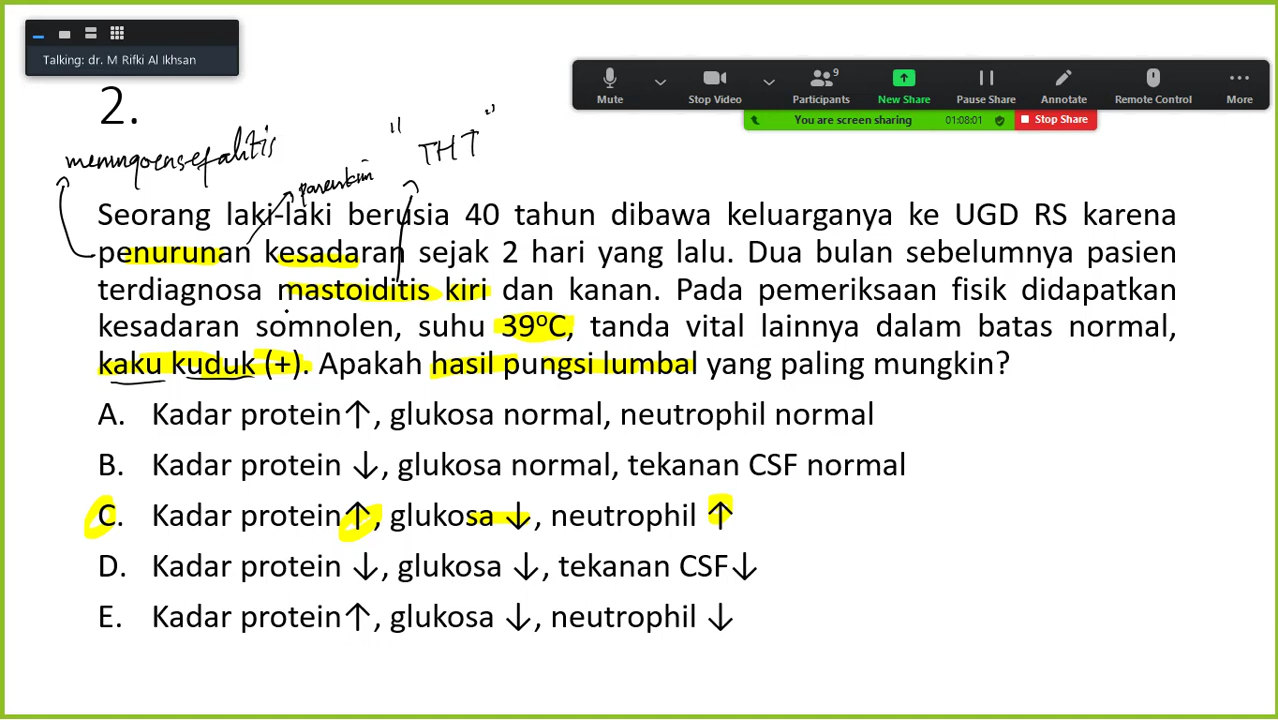 Talking: dr. M Rifki Al Ikhsan
Mute
Stop Video
9
Participants
New Share
Pause Share
Annotate
Remote Control
More
You are screen sharing
01:08:01
Stop Share
2.
meningoensefalitis
parenkim
"THT"
Seorang laki-laki berusia 40 tahun dibawa keluarganya ke UGD RS karena
penurunan kesadaran sejak 2 hari yang lalu. Dua bulan sebelumnya pasien
terdiagnosa mastoiditis kiri dan kanan. Pada pemeriksaan fisik didapatkan
kesadaran somnolen, suhu 39°C, tanda vital lainnya dalam batas normal,
kaku kuduk (+). Apakah hasil pungsi lumbal yang paling mungkin?
A. Kadar protein↑, glukosa normal, neutrophil normal
B. Kadar protein ↓, glukosa normal, tekanan CSF normal
C. Kadar protein↑, glukosa ↓, neutrophil ↑
D. Kadar protein ↓, glukosa ↓, tekanan CSF↓
E. Kadar protein↑, glukosa ↓, neutrophil ↓